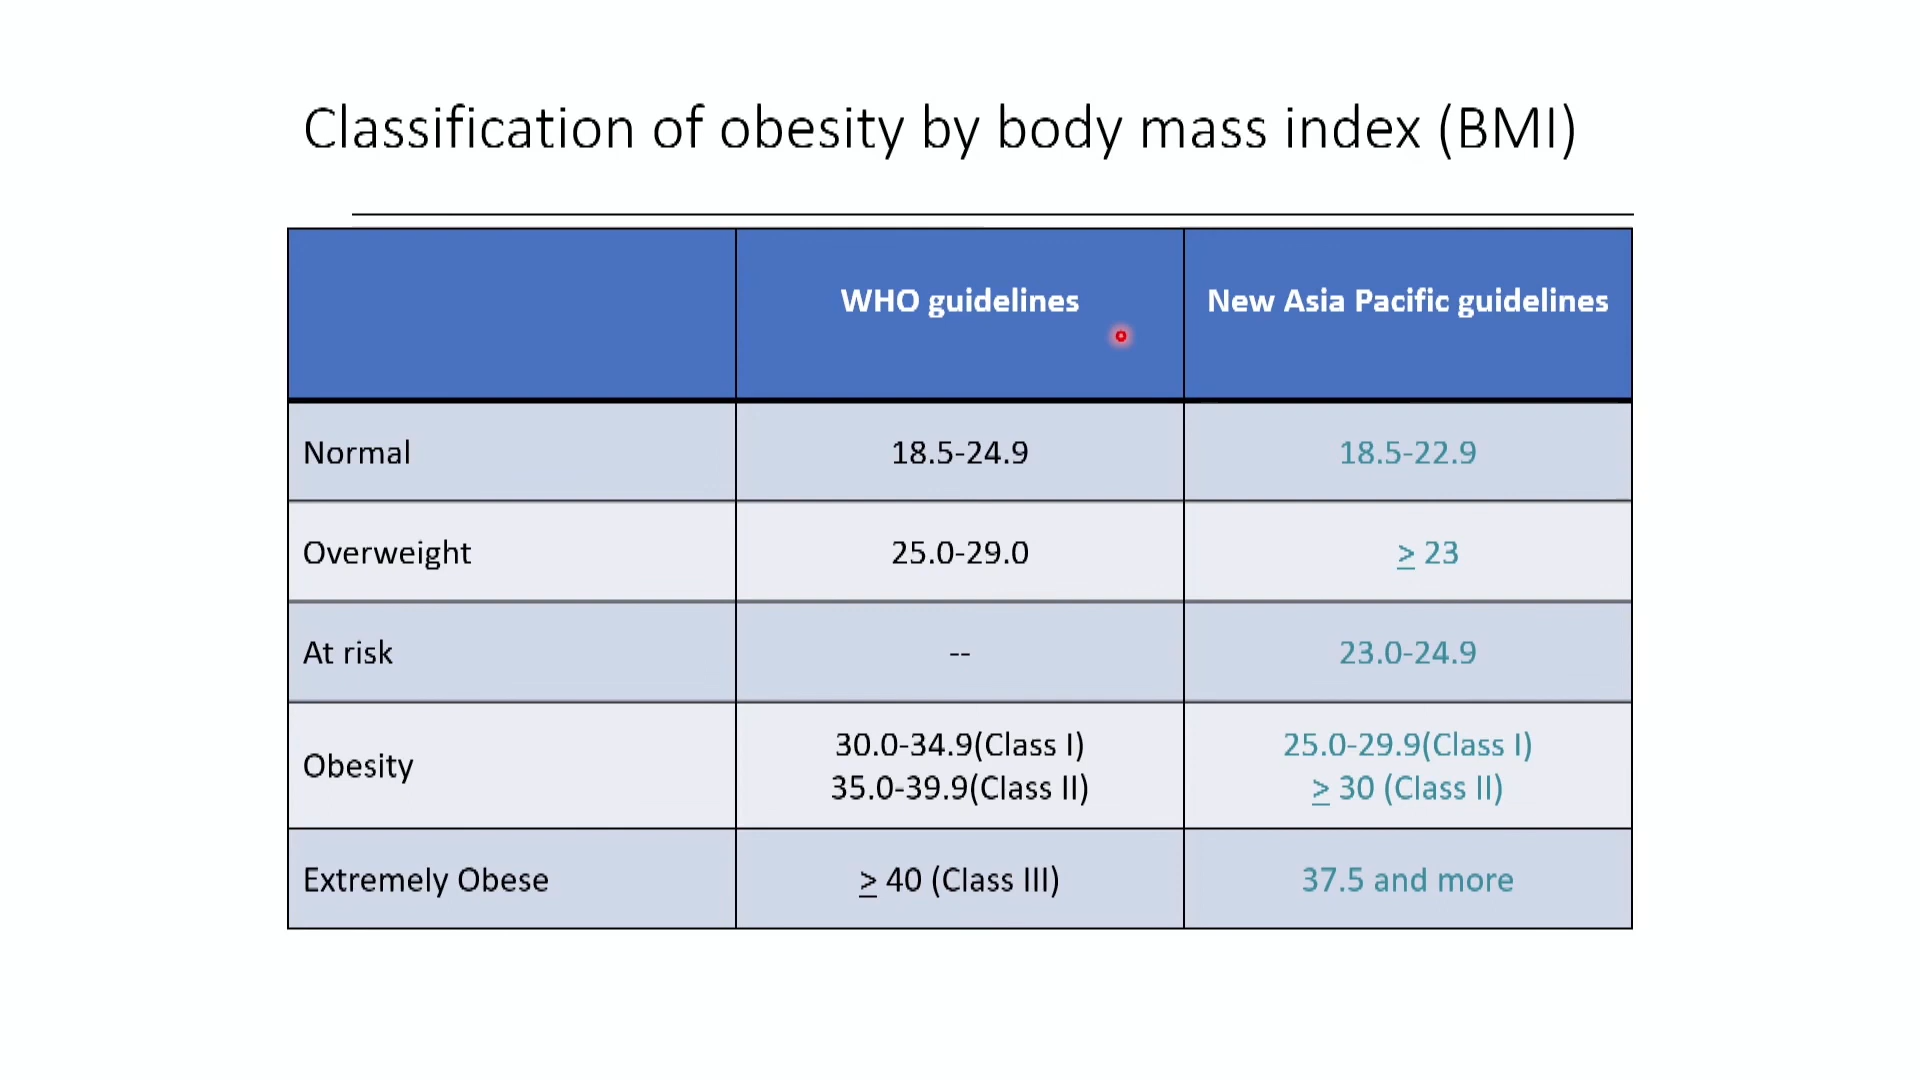 Classification of obesity by body mass index (BMI)
WHO guidelines
New Asia Pacific guidelines
Normal
18.5-24.9
18.5-22.9
Overweight
25.0-29.0
≥ 23
At risk
--
23.0-24.9
Obesity
30.0-34.9(Class I)
35.0-39.9(Class II)
25.0-29.9(Class I)
≥ 30 (Class II)
Extremely Obese
≥ 40 (Class III)
37.5 and more